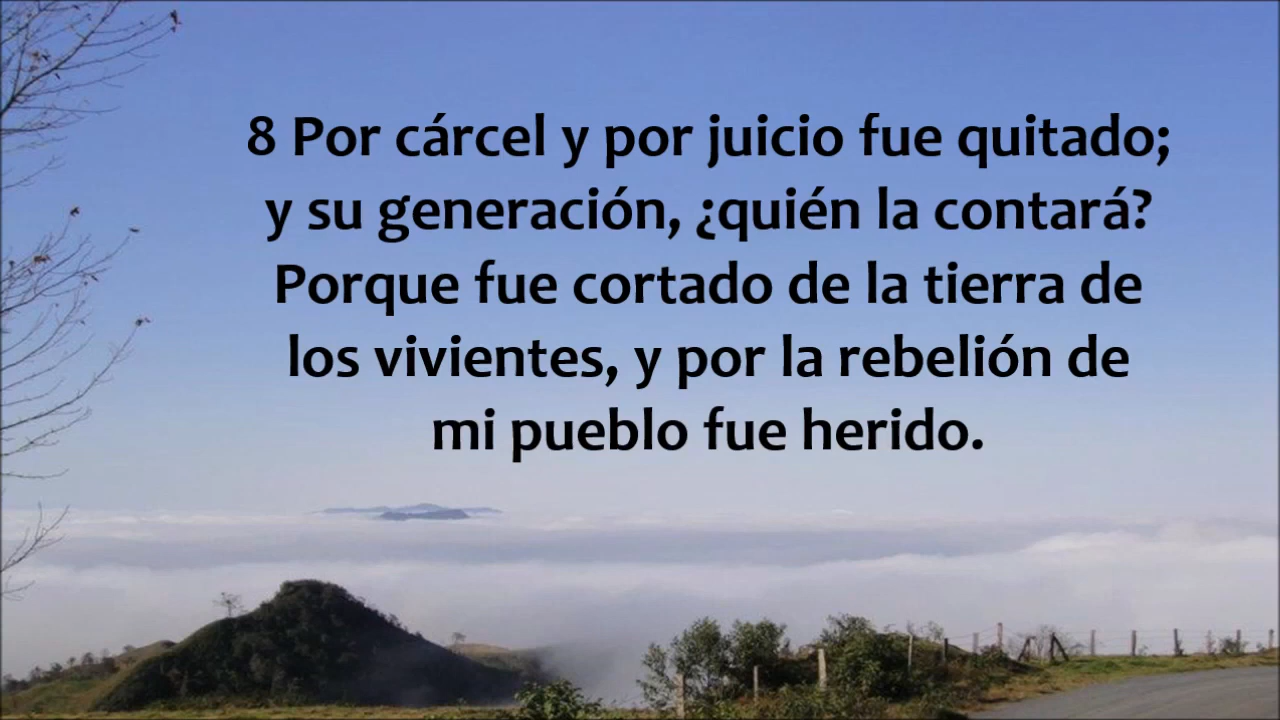 8 Por cárcel y por juicio fue quitado;
y su generación, ¿quién la contará?
Porque fue cortado de la tierra de
los vivientes, y por la rebelión de
mi pueblo fue herido.